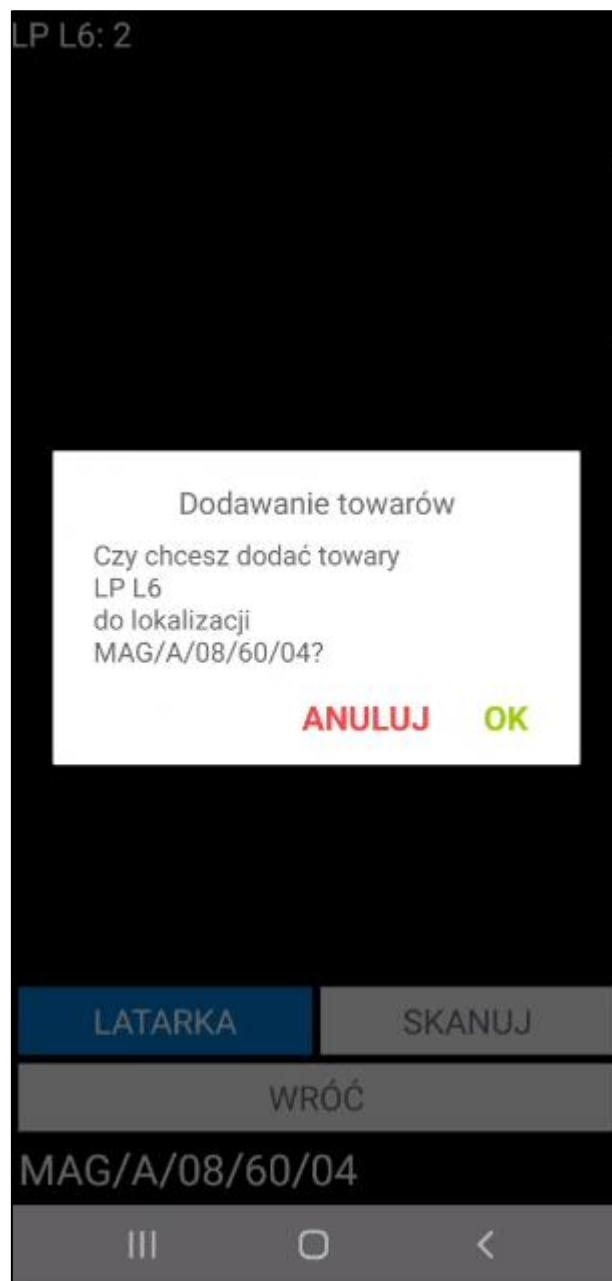 LP L6: 2
Dodawanie towarów
Czy chcesz dodać towary
LP L6
do lokalizacji
MAG/A/08/60/04?
ANULUJ OK
LATARKA SKANUJ
WRÓĆ
MAG/A/08/60/04